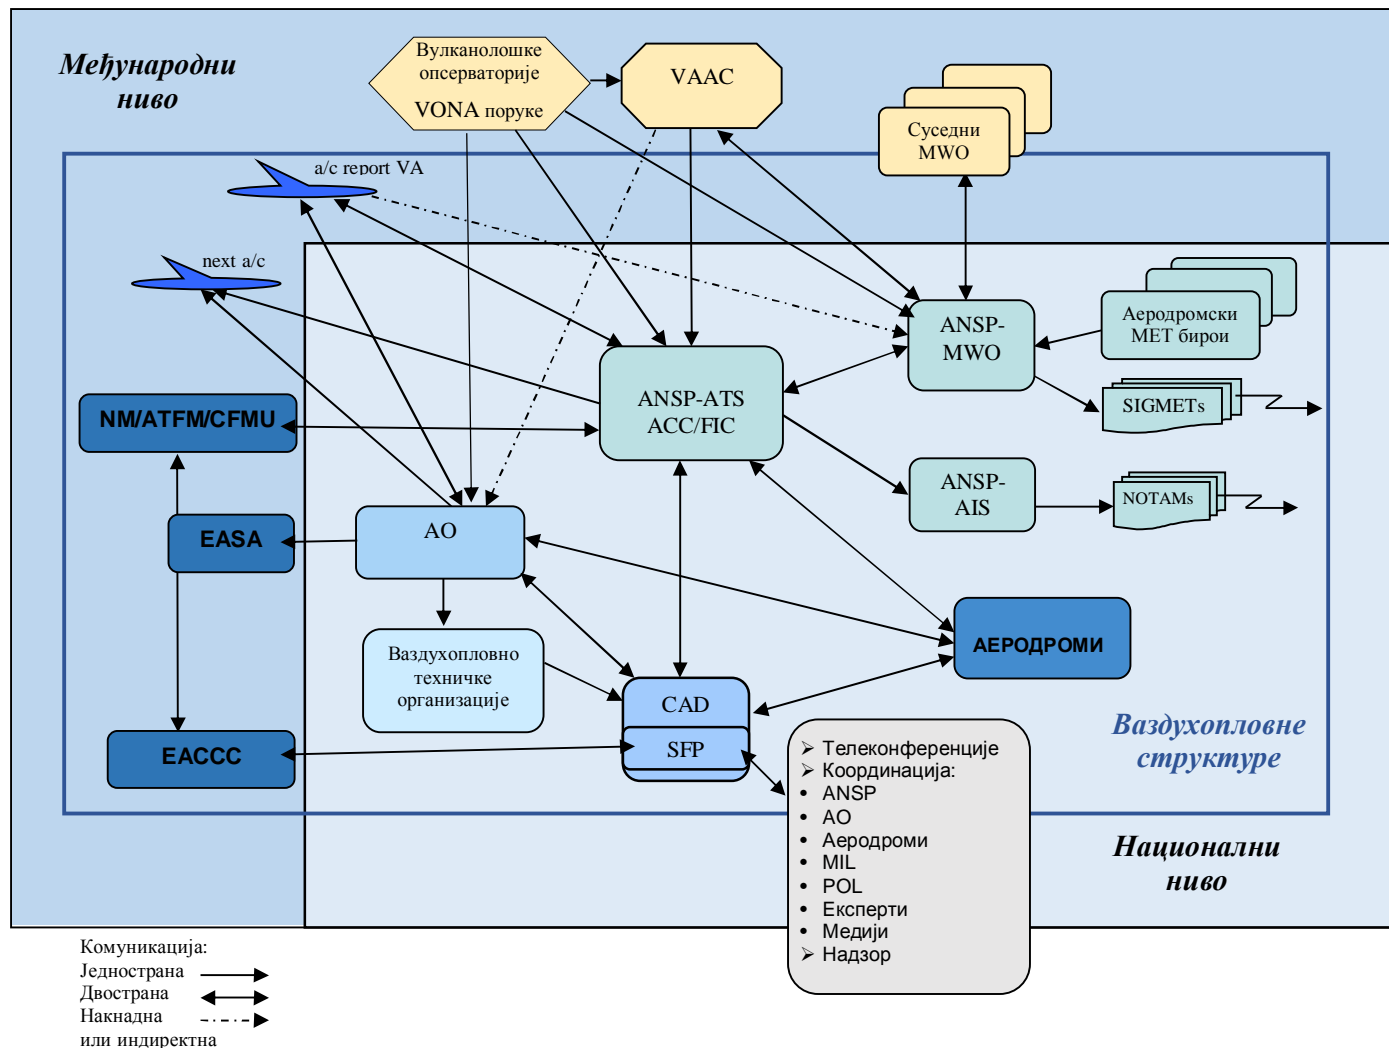 Међународни
ниво
Вулканолошке
опсерваторије
VONA поруке
VAAC
Суседни
MWO
a/c report VA
next a/c
ANSP-
MWO
Аеродромски
МЕТ бирои
ANSP-ATS
ACC/FIC
SIGMETs
NM/ATFM/CFMU
ANSP-
AIS
NOTAMs
EASA
AO
АЕРОДРОМИ
Ваздухопловно
техничке
организације
CAD
SFP
EACCC
Ваздухопловне
структуре
➢ Телеконференције
➢ Координација:
• ANSP
• AO
• Аеродроми
• MIL
• POL
• Експерти
• Медији
➢ Надзор
Национални
ниво
Комуникација:
Једнострана
Двострана
Накнадна
или индиректна